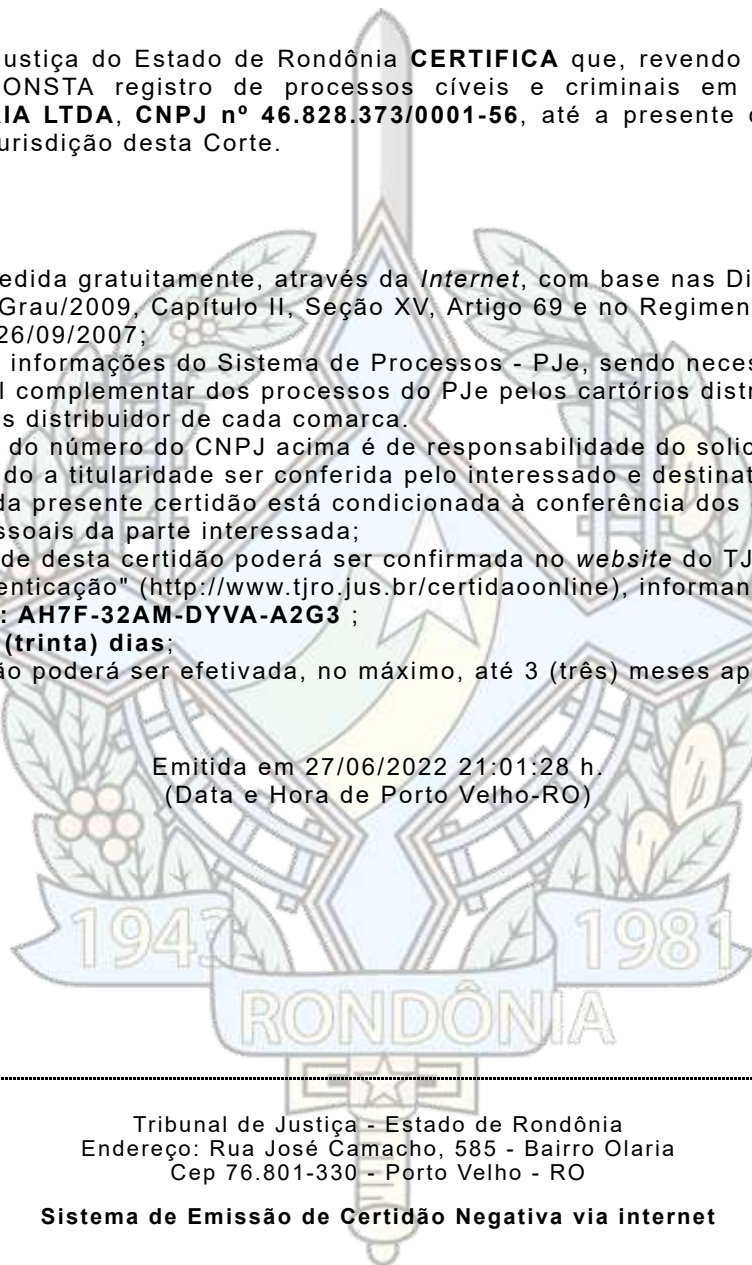 ustiça do Estado de Rondônia CERTIFICA que, revendo
ONSTA registro de processos cíveis e criminais em
AIA LTDA, CNPJ nº 46.828.373/0001-56, até a presente
urisdição desta Corte.
edida gratuitamente, através da Internet, com base nas Di
Grau/2009, Capítulo II, Seção XV, Artigo 69 e no Regimen
26/09/2007;
informações do Sistema de Processos - PJe, sendo neces
l complementar dos processos do PJe pelos cartórios distr
s distribuidor de cada comarca.
do número do CNPJ acima é de responsabilidade do solic
do a titularidade ser conferida pelo interessado e destinat
da presente certidão está condicionada à conferência dos
ssoais da parte interessada;
de desta certidão poderá ser confirmada no website do TJ
enticação" (http://www.tjro.jus.br/certidaoonline), informan
: AH7F-32AM-DYVA-A2G3 ;
(trinta) dias;
ão poderá ser efetivada, no máximo, até 3 (três) meses ap
Emitida em 27/06/2022 21:01:28 h.
(Data e Hora de Porto Velho-RO)
1943 1981
RONDÔNIA
Tribunal de Justiça - Estado de Rondônia
Endereço: Rua José Camacho, 585 - Bairro Olaria
Cep 76.801-330 - Porto Velho - RO
Sistema de Emissão de Certidão Negativa via internet